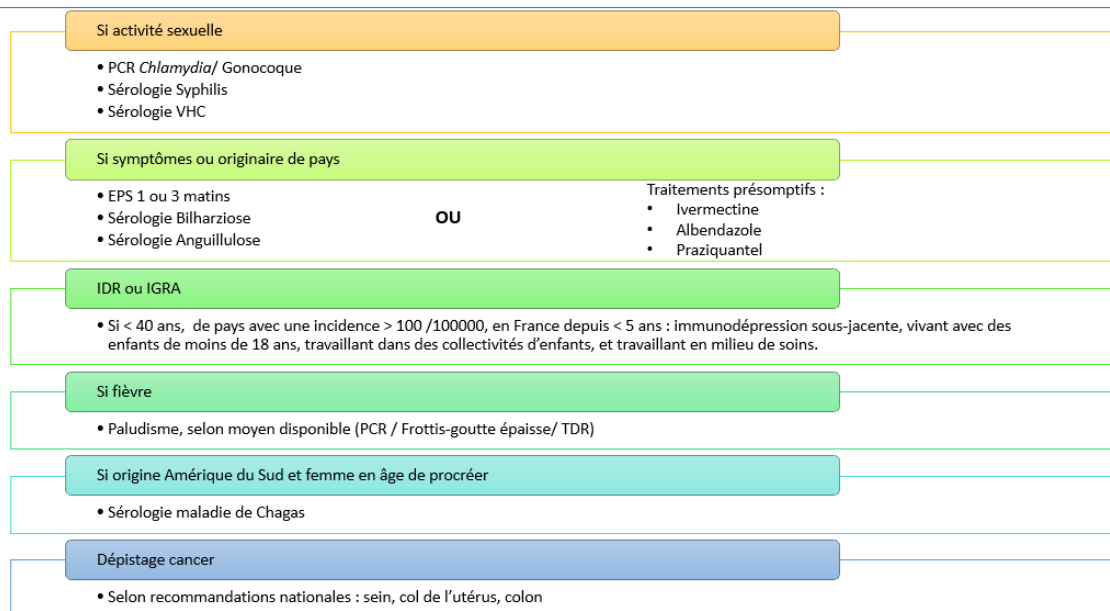 Si activité sexuelle
• PCR Chlamydia/ Gonocoque
• Sérologie Syphilis
• Sérologie VHC
Si symptômes ou originaire de pays
• EPS 1 ou 3 matins
• Sérologie Bilharziose
• Sérologie Anguillulose
OU
Traitements présomptifs :
• Ivermectine
• Albendazole
• Praziquantel
IDR ou IGRA
• Si < 40 ans, de pays avec une incidence > 100 /100000, en France depuis < 5 ans : immunodépression sous-jacente, vivant avec des
enfants de moins de 18 ans, travaillant dans des collectivités d'enfants, et travaillant en milieu de soins.
Si fièvre
• Paludisme, selon moyen disponible (PCR / Frottis-goutte épaisse/ TDR)
Si origine Amérique du Sud et femme en âge de procréer
• Sérologie maladie de Chagas
Dépistage cancer
• Selon recommandations nationales : sein, col de l'utérus, colon